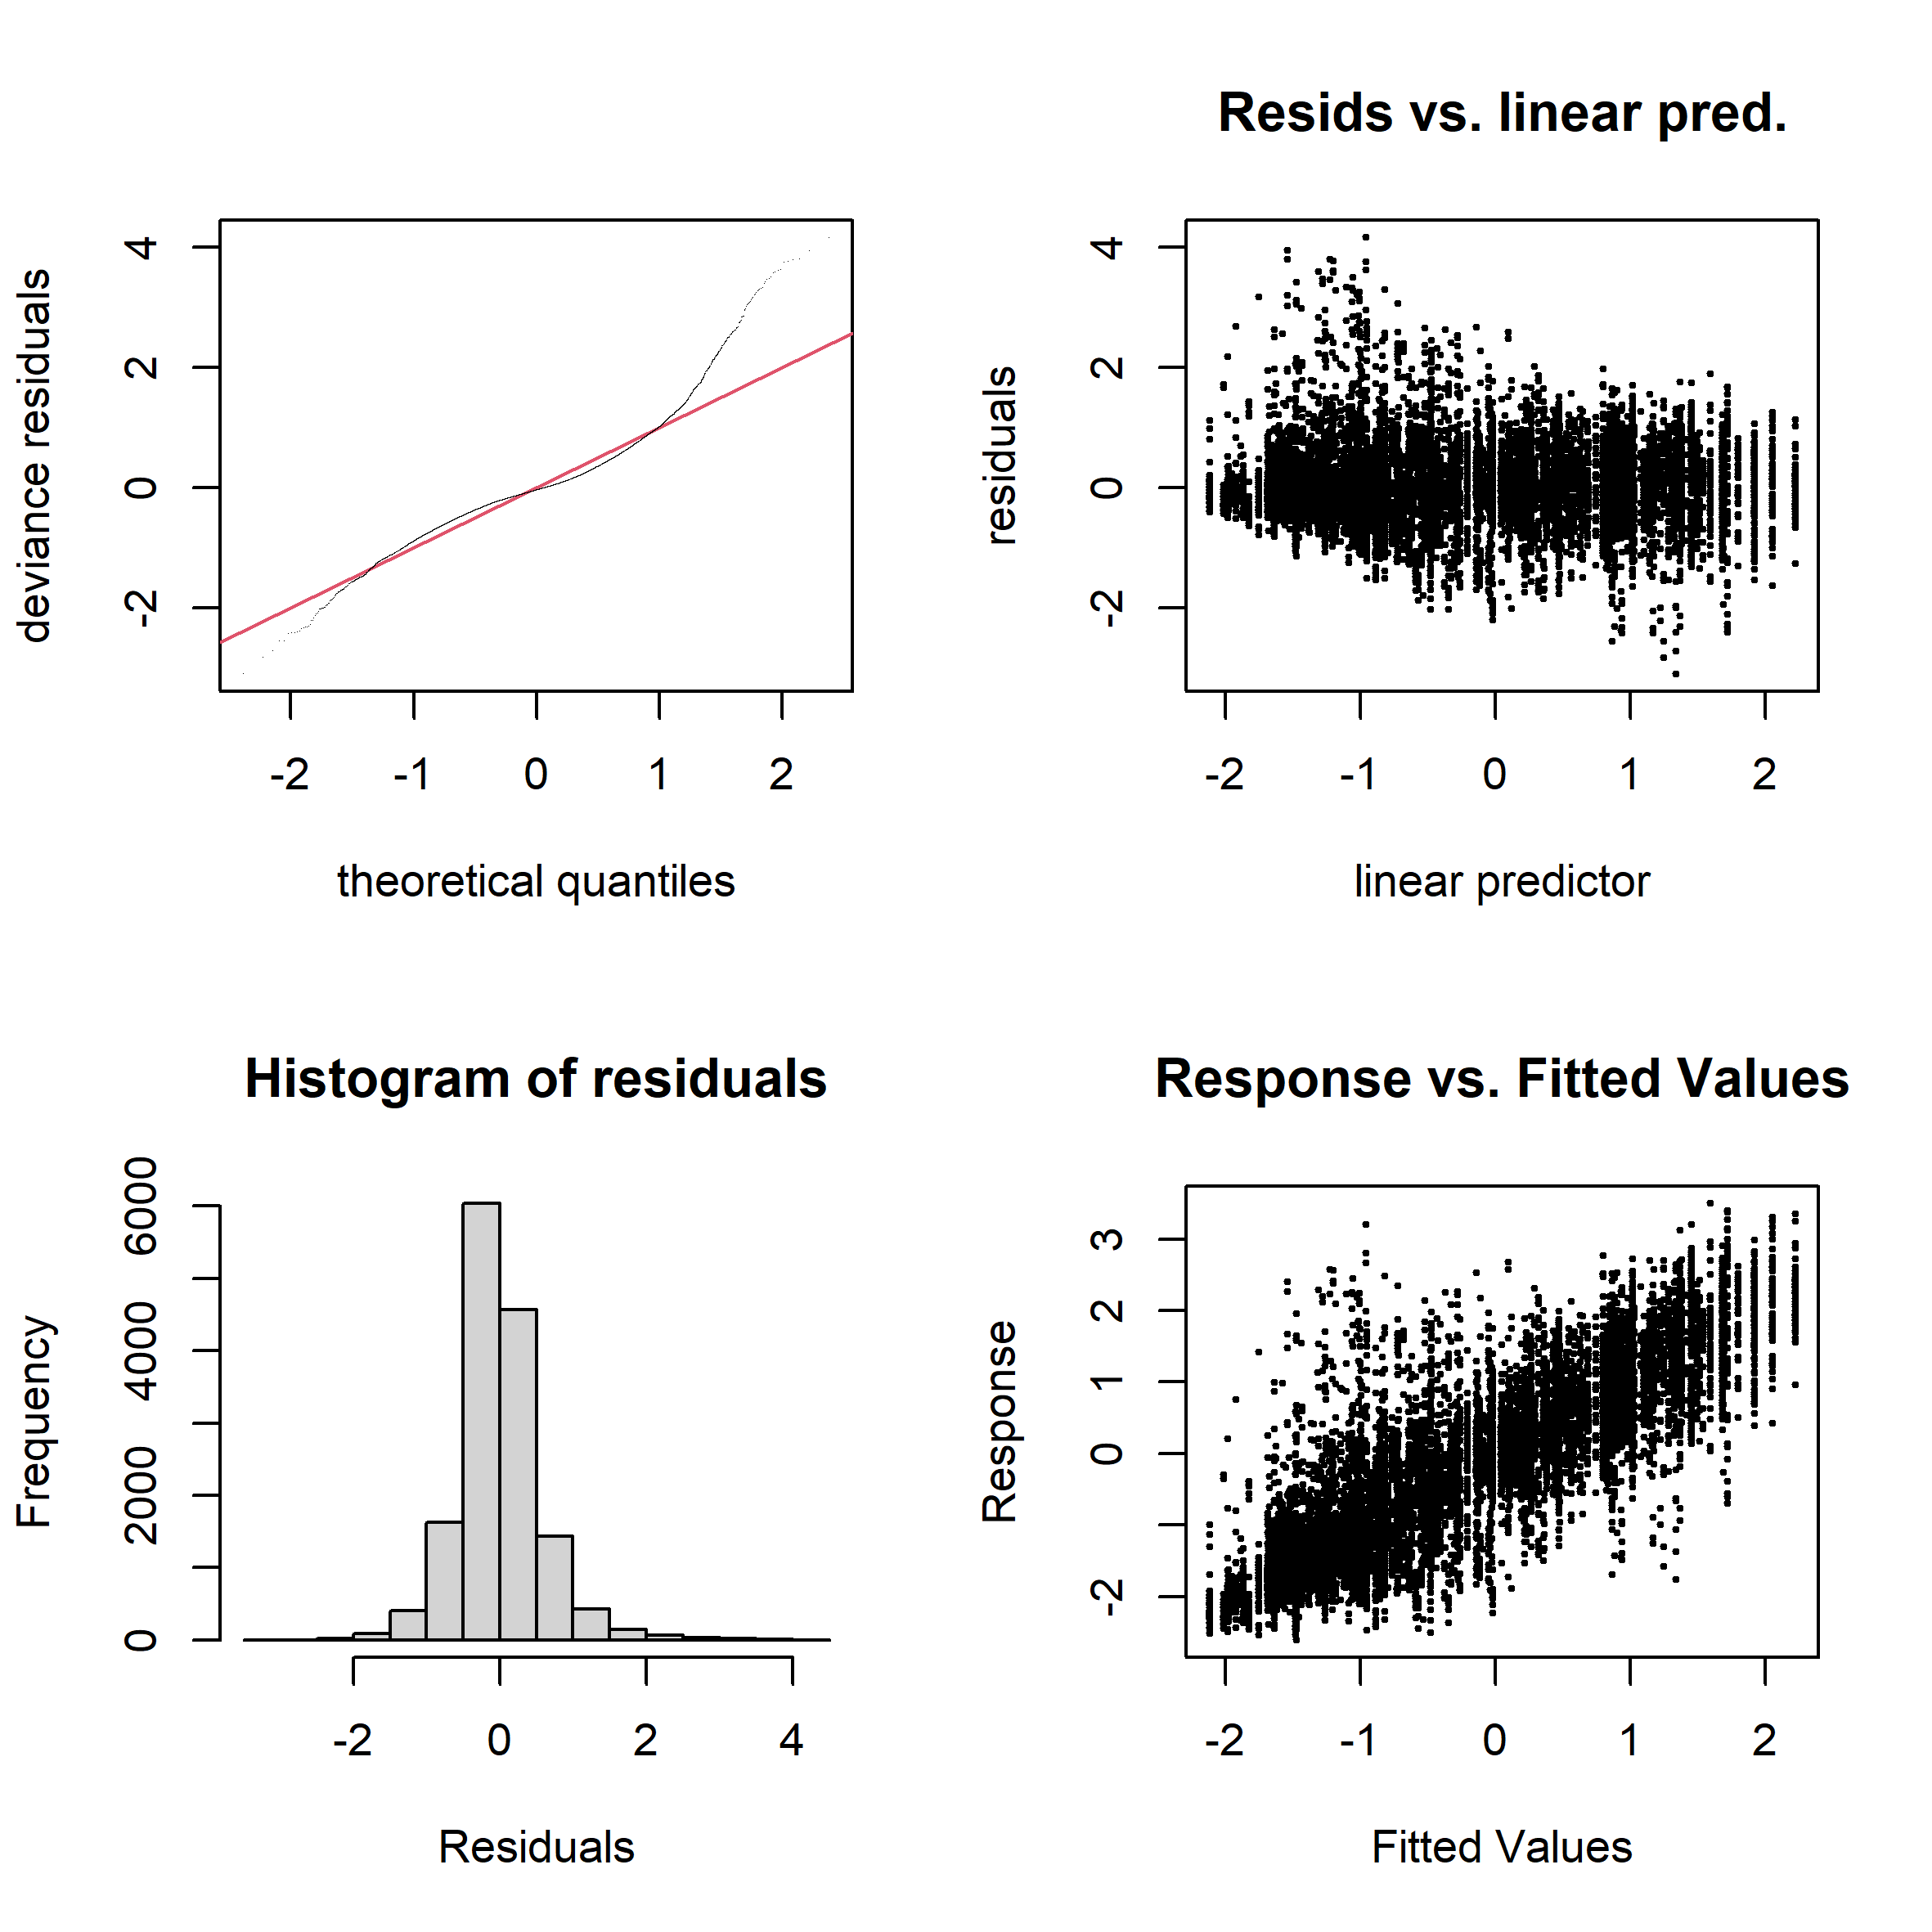 deviance residuals
4
2
0
-2
-2 -1 0 1 2
theoretical quantiles
Resids vs. linear pred.
residuals
4
2
0
-2
-2 -1 0 1 2
linear predictor
Histogram of residuals
Frequency
6000
4000
2000
0
-2 0 2 4
Residuals
Response vs. Fitted Values
Response
3
2
1
0
-2
-2 -1 0 1 2
Fitted Values